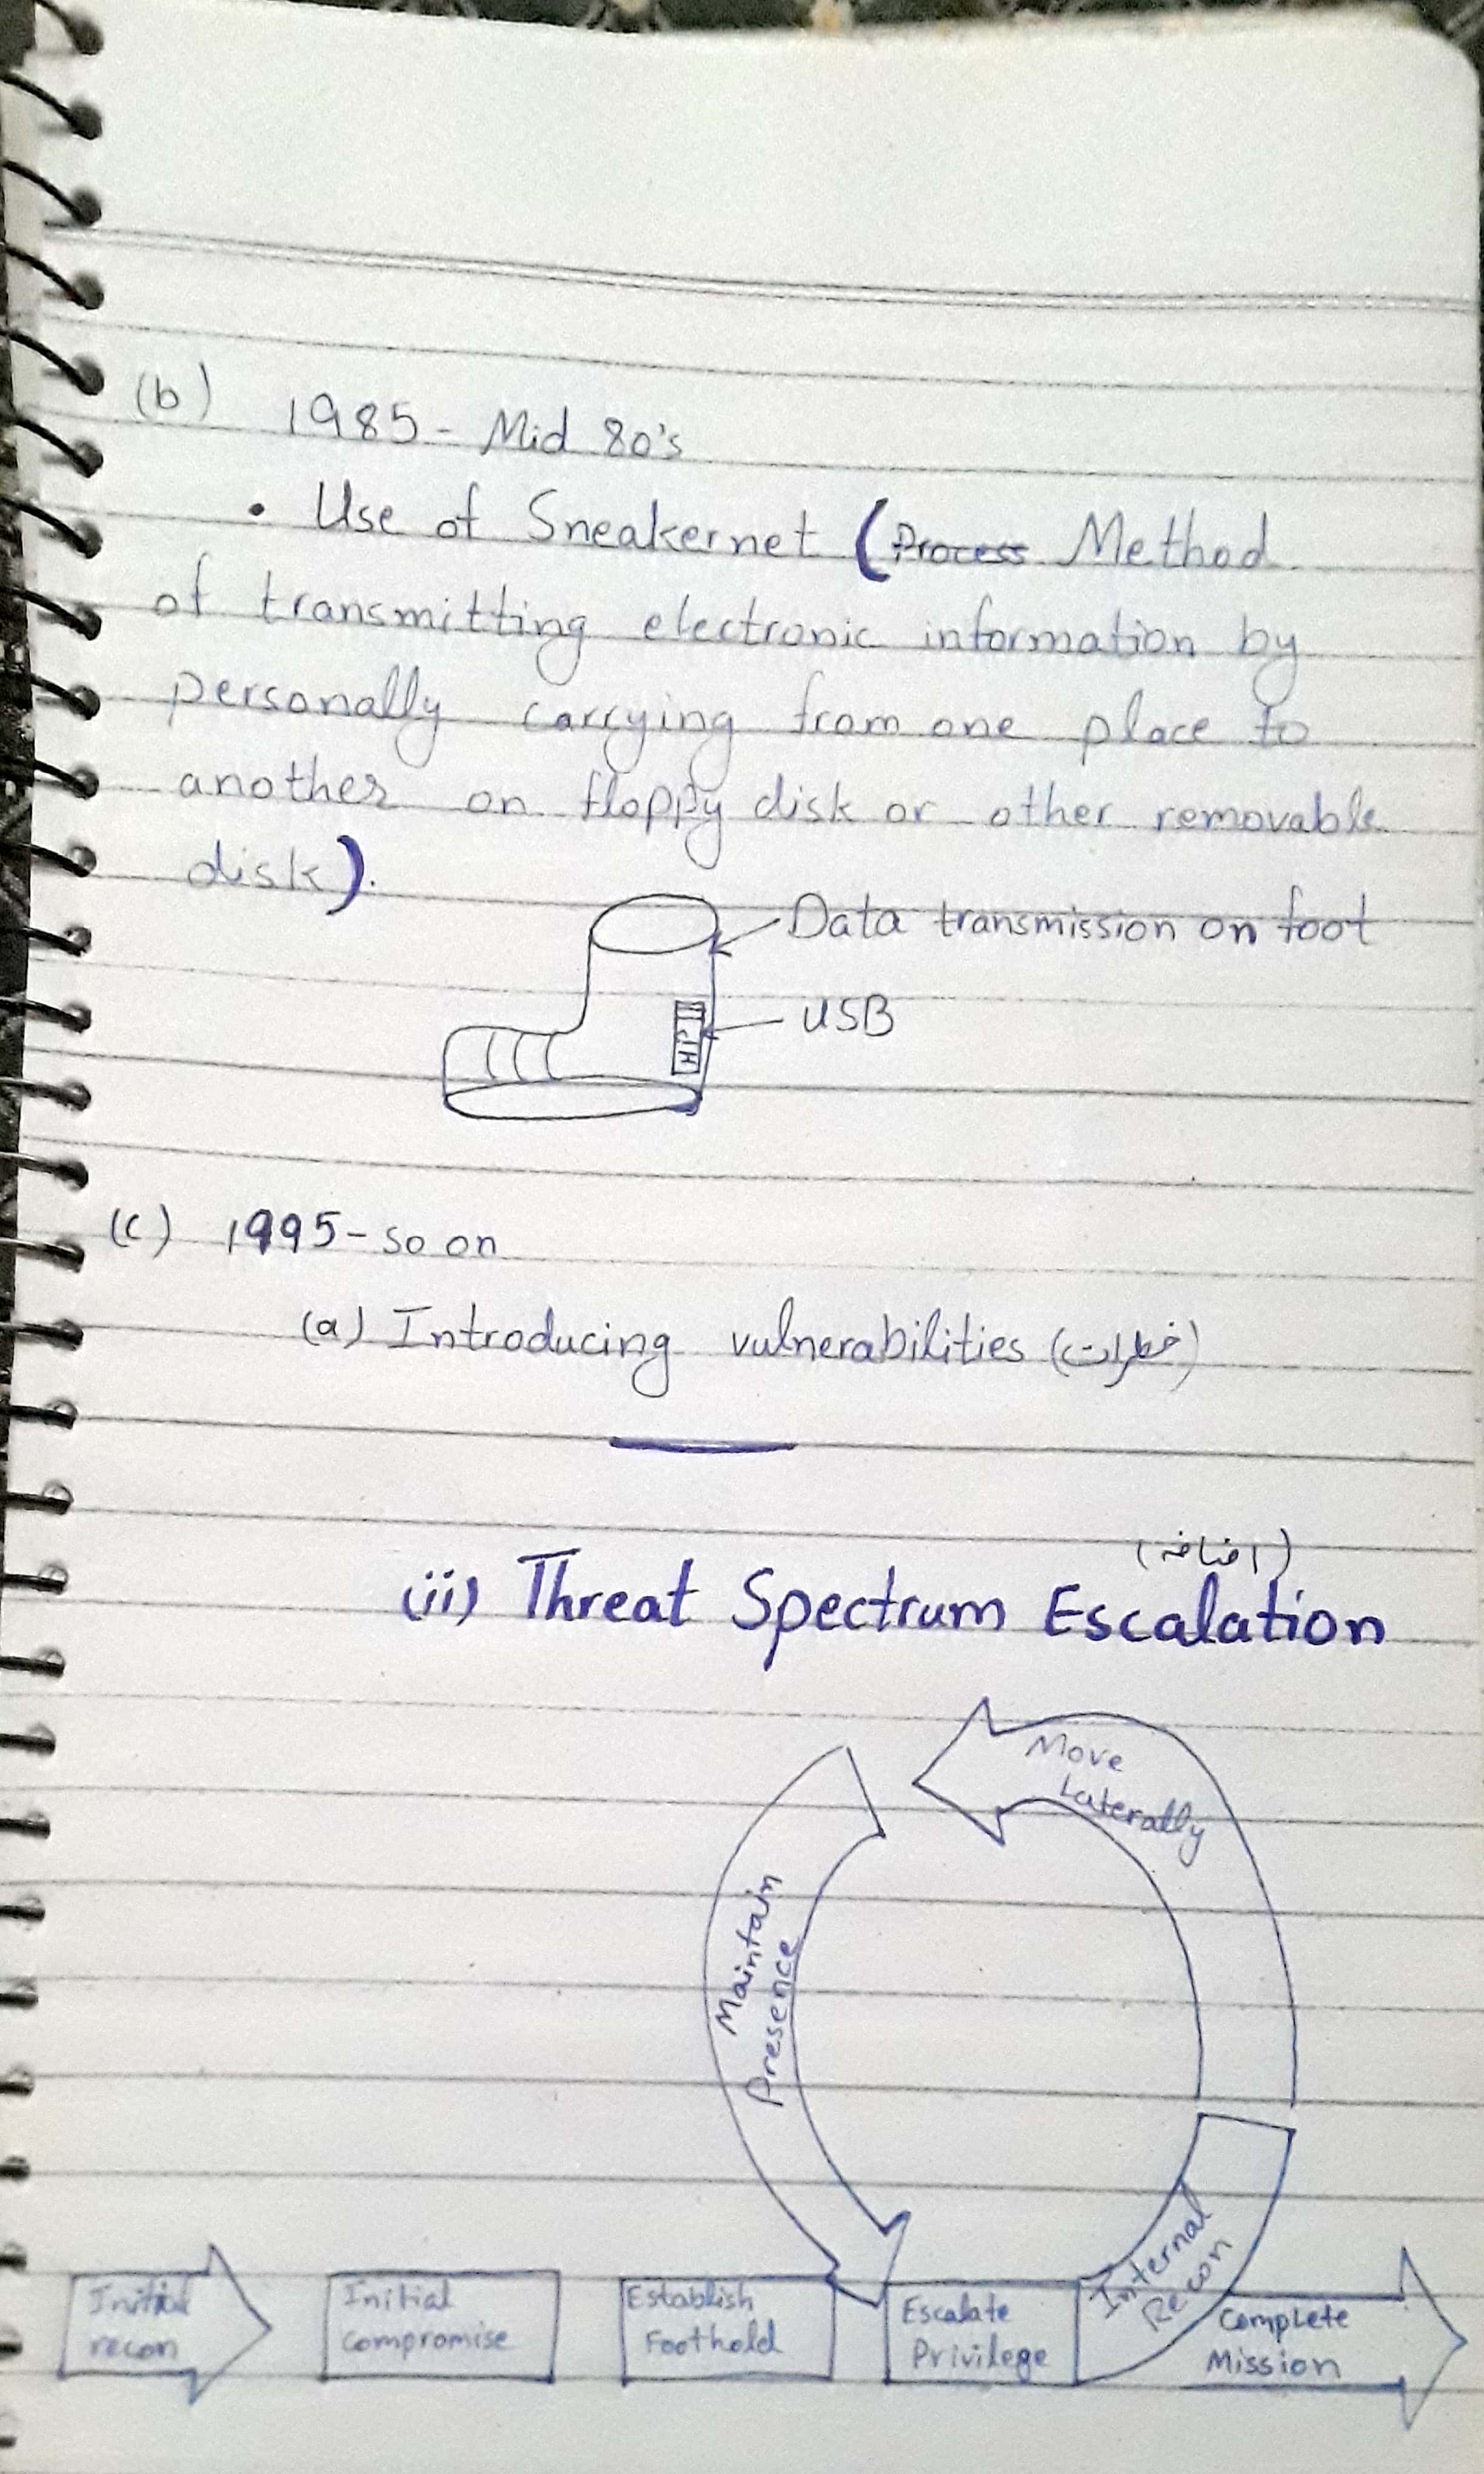 (b) 1985 - Mid 80's
• Use of Sneakernet (Process Method
of transmitting electronic information by
personally carrying from one place to
another on floppy disk or other removable
disk).
Data transmission on foot
USB
(c) 1995 - so on
(a) Introducing vulnerabilities (خطرات)
(اضافہ)
(ii) Threat Spectrum Escalation
Move
Laterally
Maintain
Presence
Initial
recon
Initial
compromise
Establish
Foothold
Escalate
Privilege
Internal
Recon
Complete
Mission